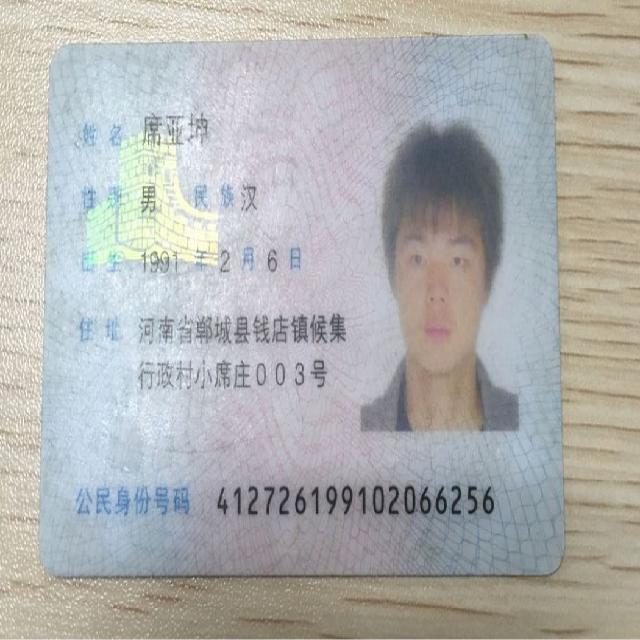 姓名 席亚坤
性别 男 民族 汉
出生 1991 年 2 月 6 日
住址 河南省郸城县钱店镇候集
行政村小席庄003号
公民身份号码 412726199102066256